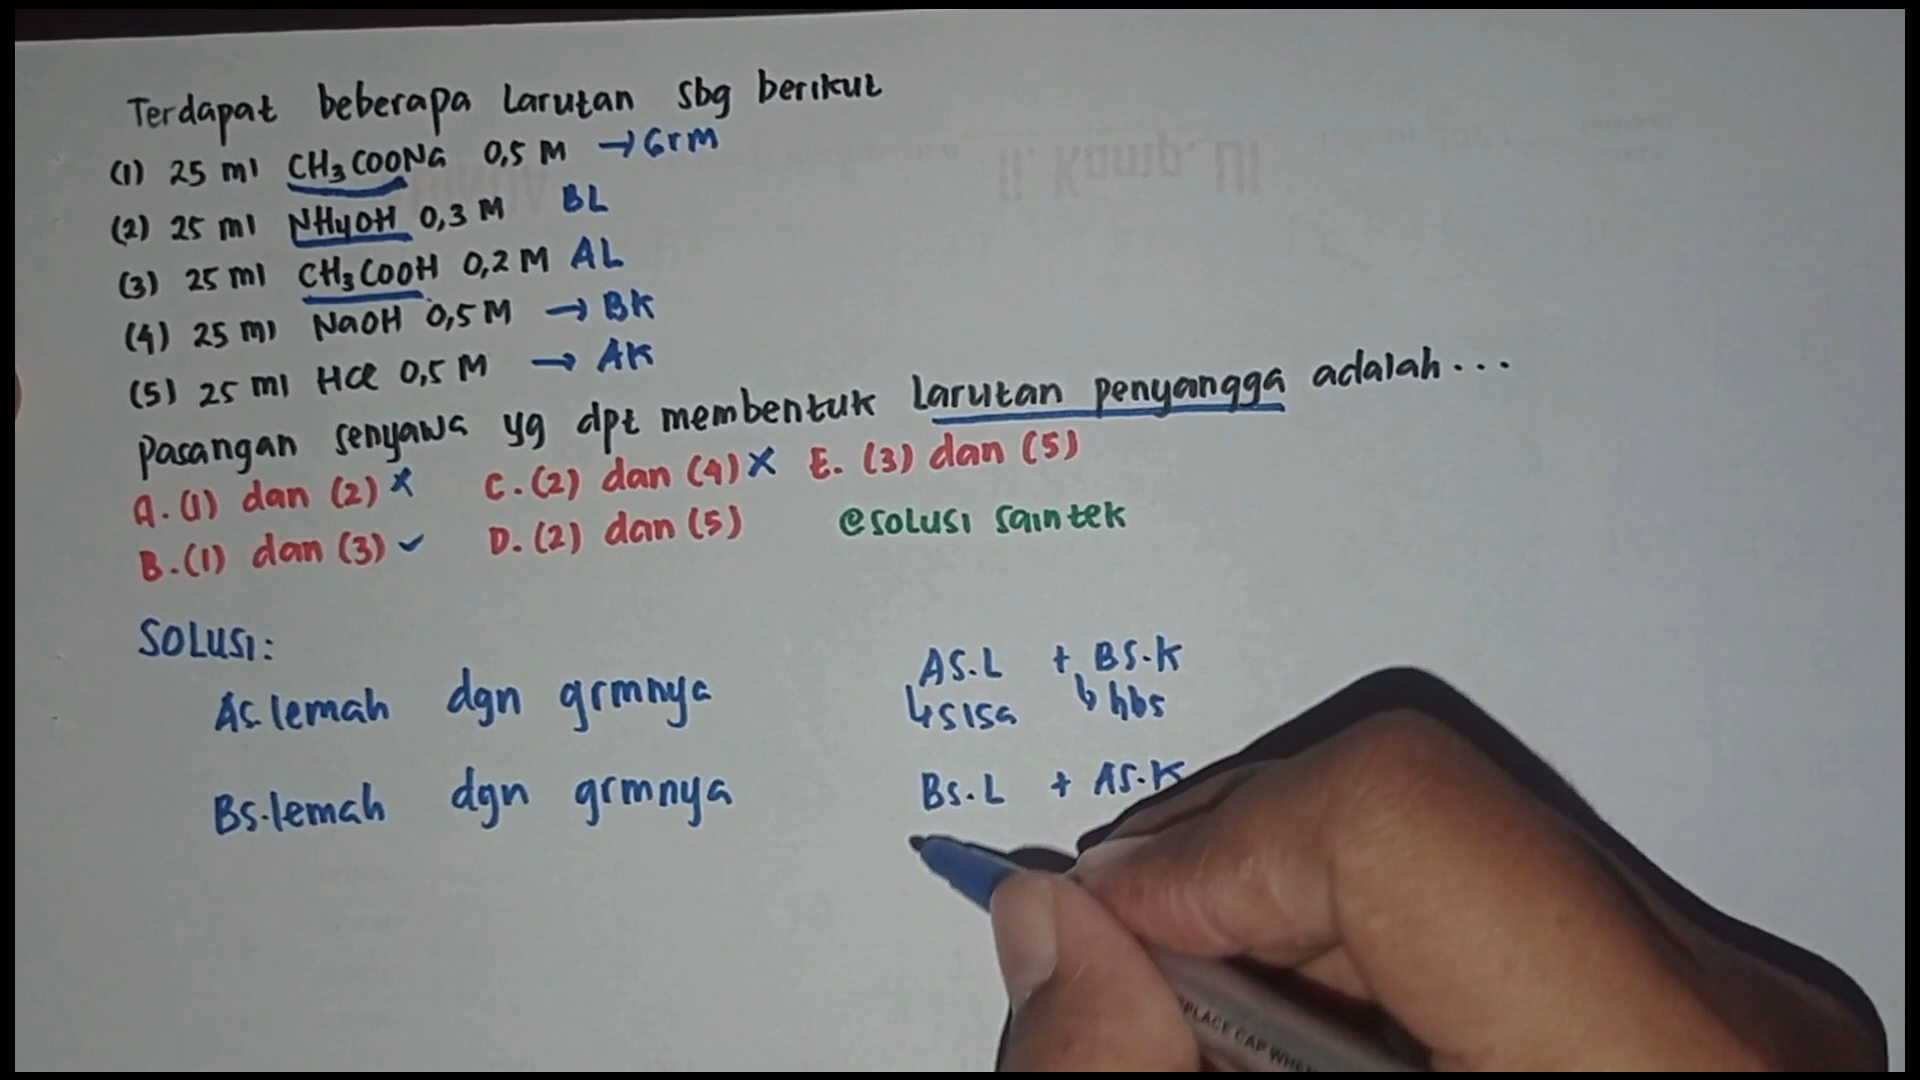 Terdapat beberapa Larutan Sbg berikut
(1) 25 ml CH₃COONa 0,5 M → Grm
(2) 25 ml NH₄OH 0,3 M BL
(3) 25 ml CH₃COOH 0,2 M AL
(4) 25 ml NaOH 0,5 M → BK
(5) 25 ml HCl 0,5 M → AK
Pasangan senyawa yg dpt membentuk larutan penyangga adalah...
A. (1) dan (2) x C. (2) dan (4) x E. (3) dan (5)
B. (1) dan (3) ✓ D. (2) dan (5) @solusi saintek
SOLUSI:
As.lemah dgn grmnya AS.L + BS.K
↳ sisa ↳ hbs
Bs.lemah dgn grmnya Bs.L + AS.K